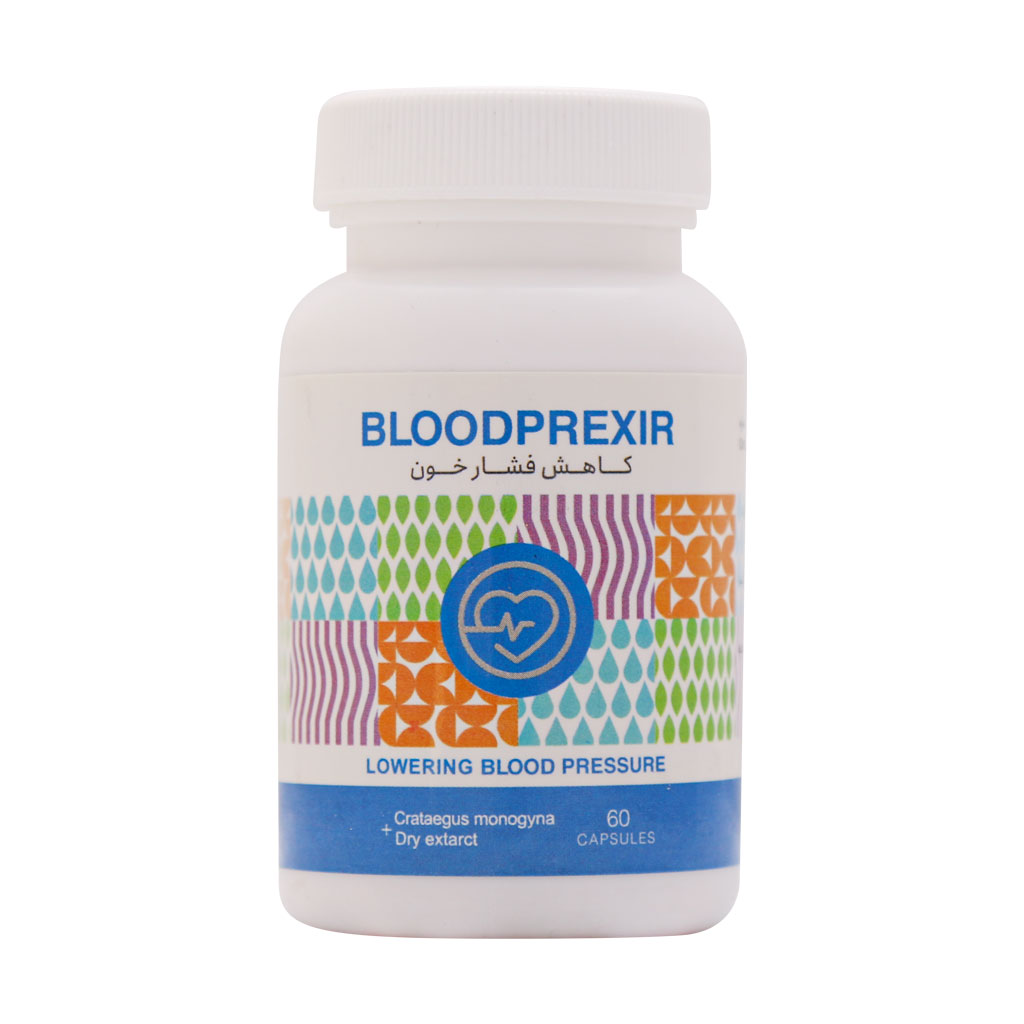 BLOODPREXIR
کاهش فشار خون
LOWERING BLOOD PRESSURE
+ Crataegus monogyna
Dry extarct
60
CAPSULES